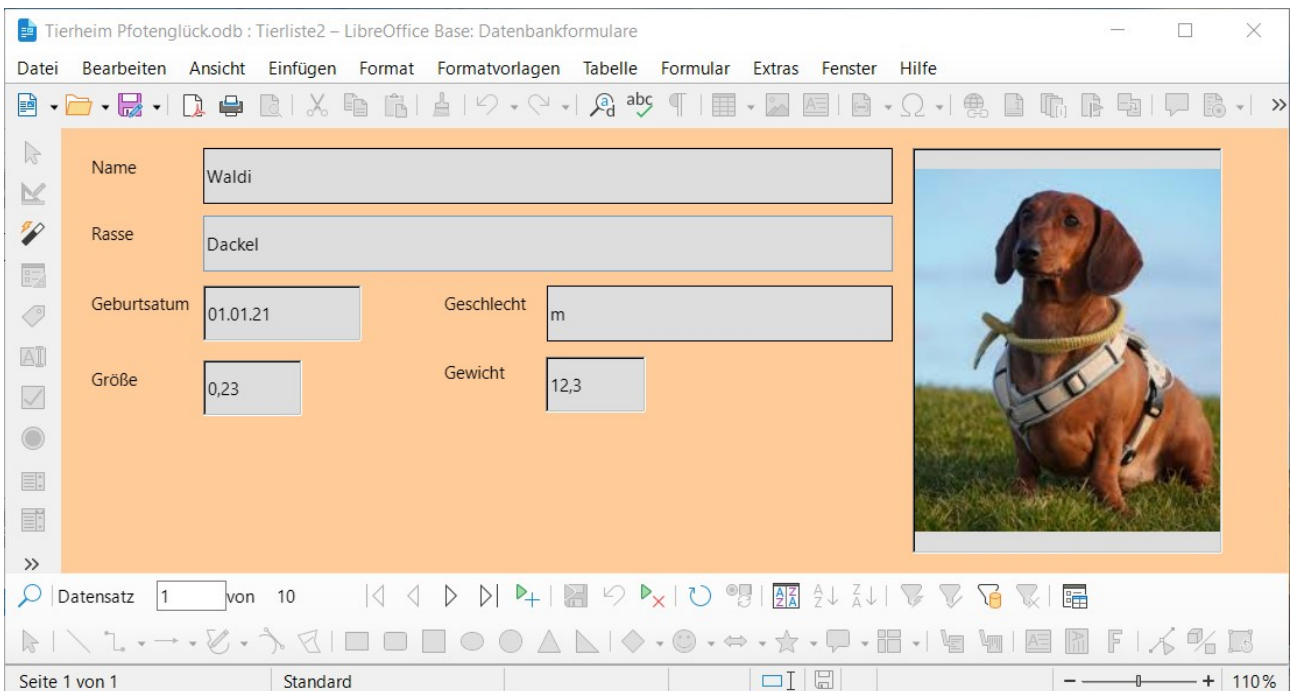 Tierheim Pfotenglück.odb : Tierliste2 – LibreOffice Base: Datenbankformulare
Datei Bearbeiten Ansicht Einfügen Format Formatvorlagen Tabelle Formular Extras Fenster Hilfe
Name Waldi
Rasse Dackel
Geburtsatum 01.01.21 Geschlecht m
Größe 0,23 Gewicht 12,3
Datensatz 1 von 10
Seite 1 von 1 Standard 110%